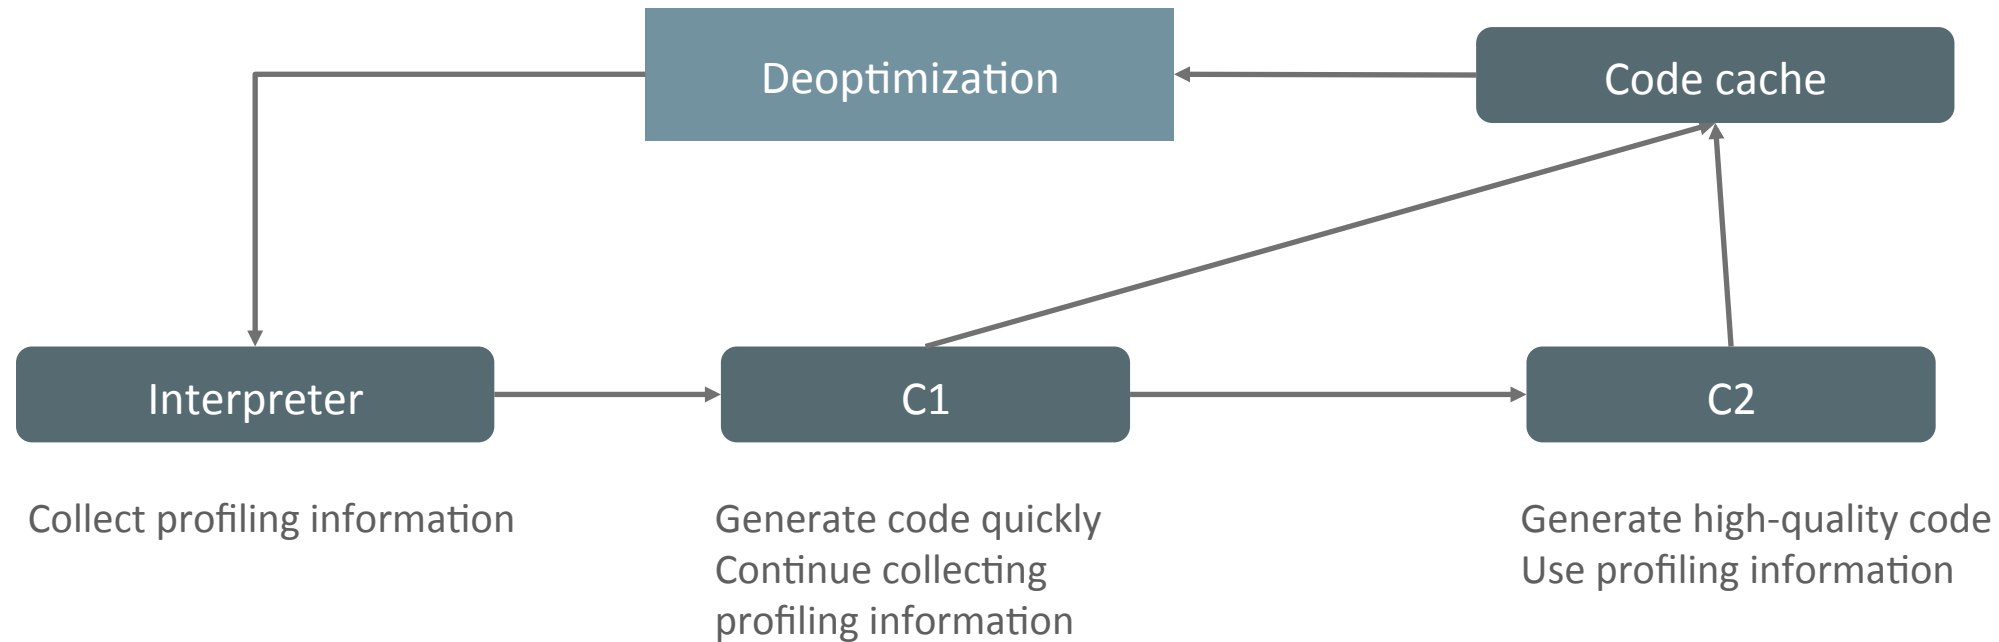 Deoptimization
Code cache
Interpreter
C1
C2
Collect profiling information
Generate code quickly
Continue collecting
profiling information
Generate high-quality code
Use profiling information